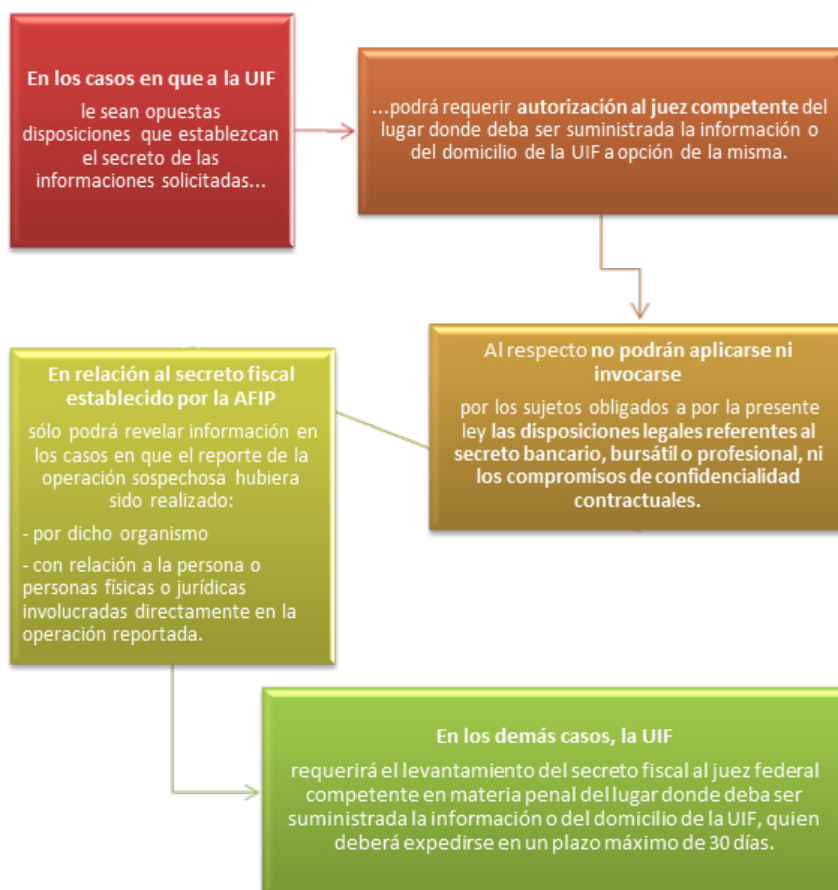 En los casos en que a la UIF
le sean opuestas
disposiciones que establezcan
el secreto de las
informaciones solicitadas...
...podrá requerir autorización al juez competente del
lugar donde deba ser suministrada la información o
del domicilio de la UIF a opción de la misma.
Al respecto no podrán aplicarse ni
invocarse
por los sujetos obligados a por la presente
ley las disposiciones legales referentes al
secreto bancario, bursátil o profesional, ni
los compromisos de confidencialidad
contractuales.
En relación al secreto fiscal
establecido por la AFIP
sólo podrá revelar información en
los casos en que el reporte de la
operación sospechosa hubiera
sido realizado:
- por dicho organismo
- con relación a la persona o
personas físicas o jurídicas
involucradas directamente en la
operación reportada.
En los demás casos, la UIF
requerirá el levantamiento del secreto fiscal al juez federal
competente en materia penal del lugar donde deba ser
suministrada la información o del domicilio de la UIF, quien
deberá expedirse en un plazo máximo de 30 días.